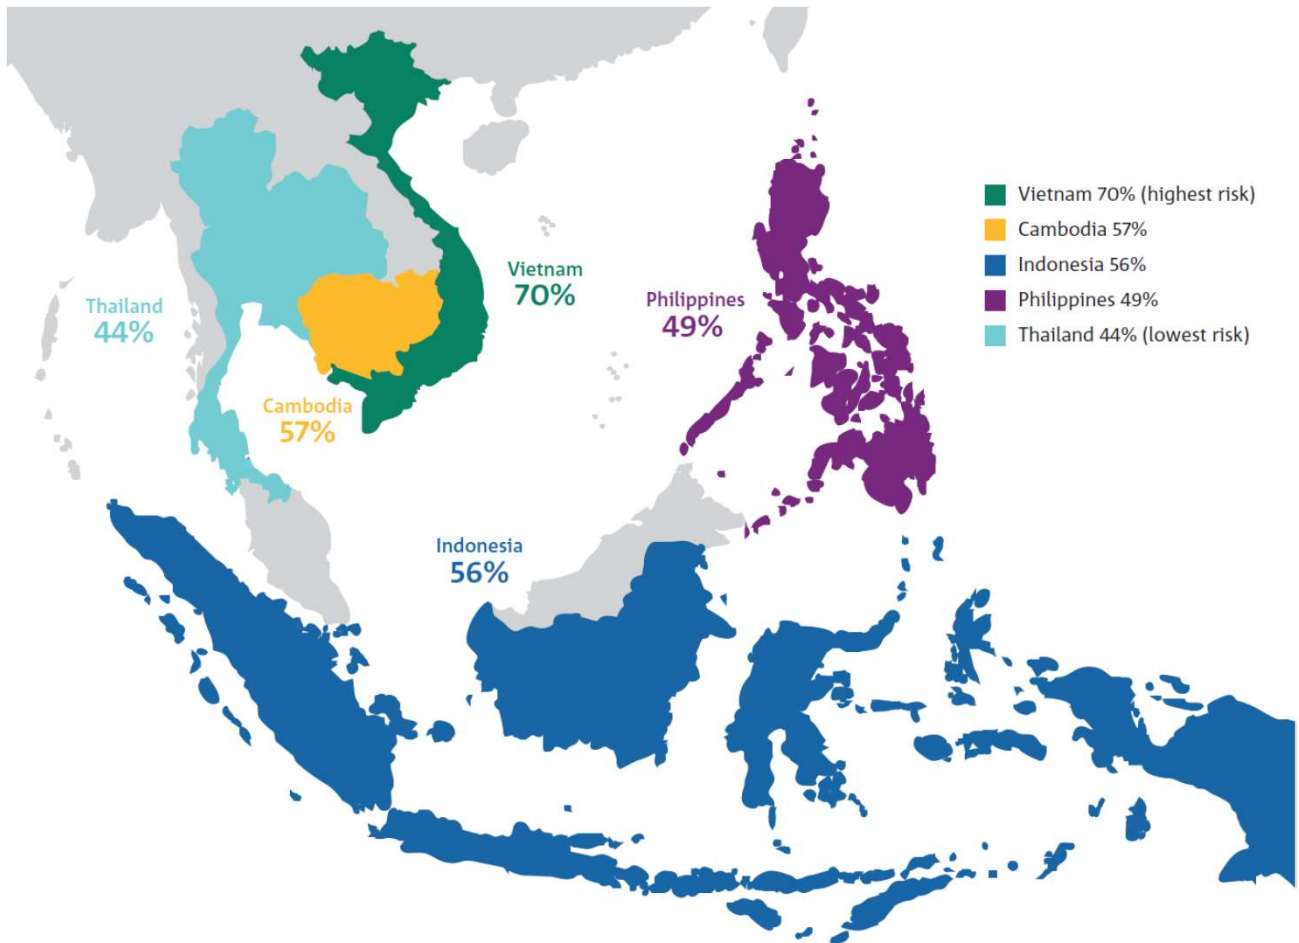 Vietnam
70%
Thailand
44%
Cambodia
57%
Philippines
49%
Indonesia
56%
Vietnam 70% (highest risk)
Cambodia 57%
Indonesia 56%
Philippines 49%
Thailand 44% (lowest risk)